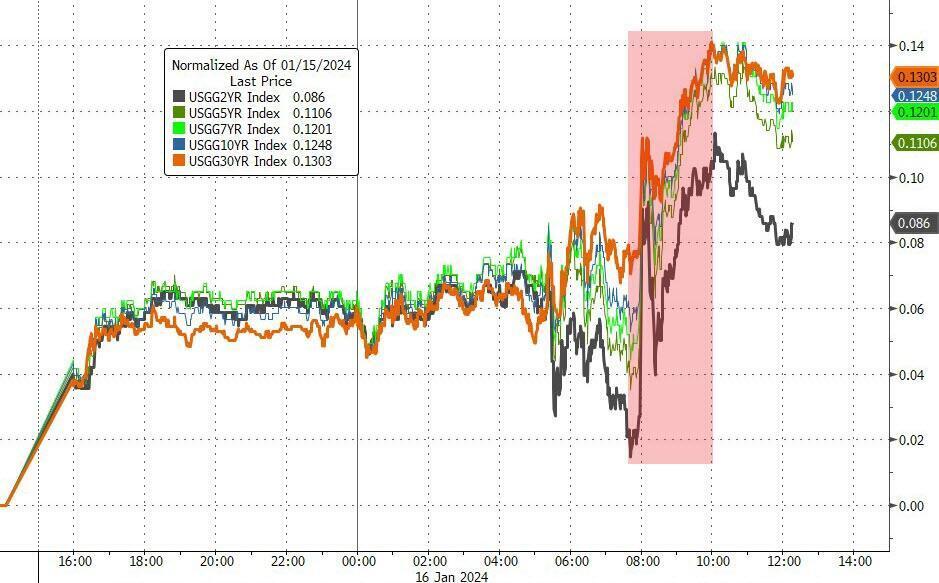 Normalized As Of 01/15/2024
Last Price
USGG2YR Index 0.086
USGG5YR Index 0.1106
USGG7YR Index 0.1201
USGG10YR Index 0.1248
USGG30YR Index 0.1303
0.14
0.1303
0.1248
0.1201
0.1106
0.10
0.086
0.08
0.06
0.04
0.02
0.00
16:00 18:00 20:00 22:00 00:00 02:00 04:00 06:00 08:00 10:00 12:00 14:00
16 Jan 2024